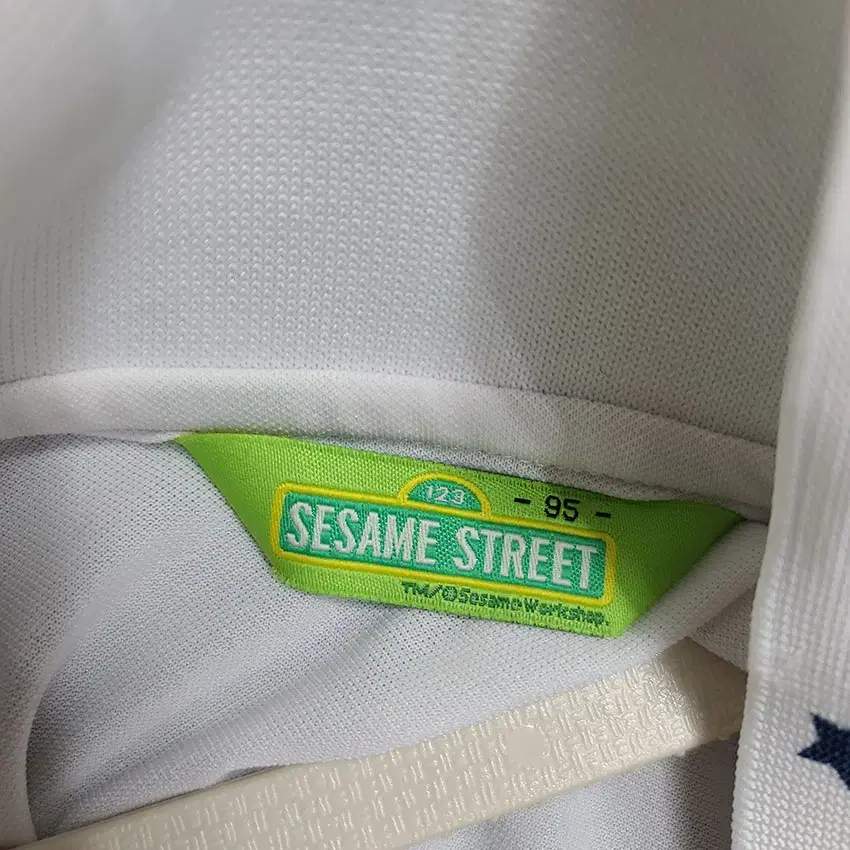 123
- 95 -
SESAME STREET
TM/©Sesame Workshop.